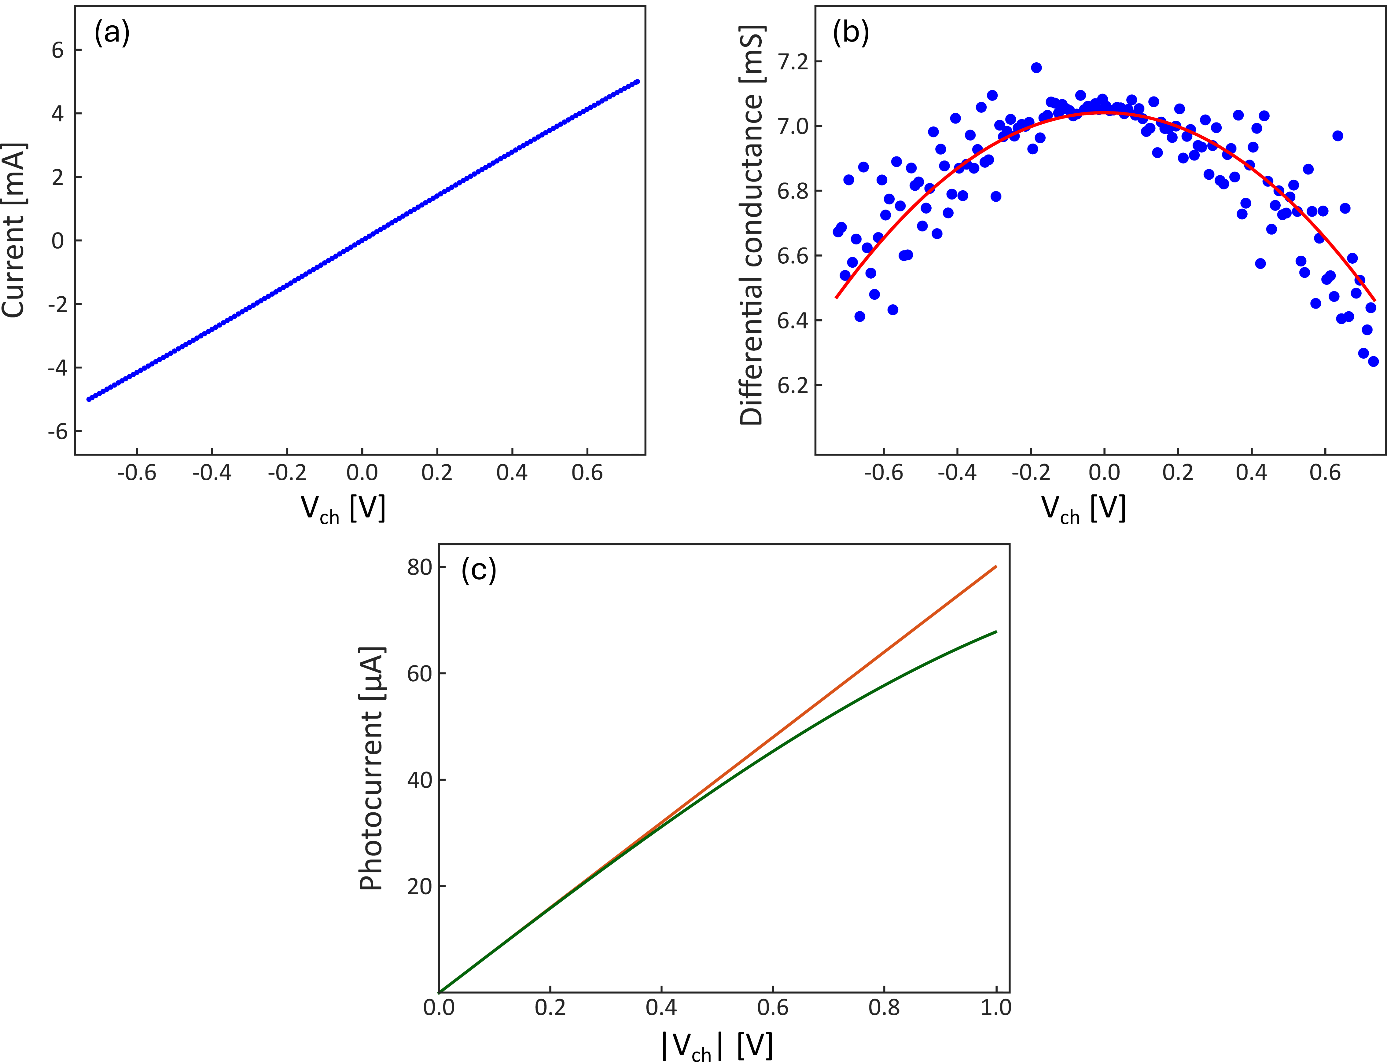 (a)
Current [mA]
6
4
2
0
-2
-4
-6
-0.6 -0.4 -0.2 0.0 0.2 0.4 0.6
Vch [V]
(b)
Differential conductance [mS]
7.2
7.0
6.8
6.6
6.4
6.2
-0.6 -0.4 -0.2 0.0 0.2 0.4 0.6
Vch [V]
(c)
Photocurrent [µA]
80
60
40
20
0.0 0.2 0.4 0.6 0.8 1.0
|Vch| [V]